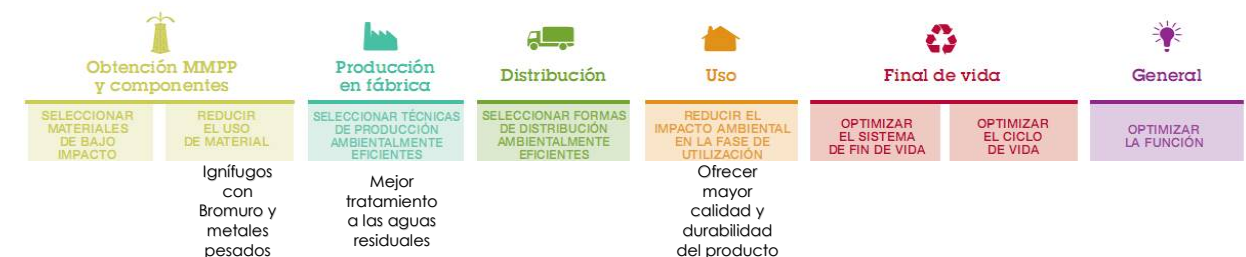 Obtención MMPP
y componentes
Producción
en fábrica
Distribución
Uso
Final de vida
General
SELECCIONAR
MATERIALES
DE BAJO
IMPACTO
REDUCIR
EL USO
DE MATERIAL
SELECCIONAR TÉCNICAS
DE PRODUCCIÓN
AMBIENTALMENTE
EFICIENTES
SELECCIONAR FORMAS
DE DISTRIBUCIÓN
AMBIENTALMENTE
EFICIENTES
REDUCIR EL
IMPACTO AMBIENTAL
EN LA FASE DE
UTILIZACIÓN
OPTIMIZAR
EL SISTEMA
DE FIN DE VIDA
OPTIMIZAR
EL CICLO
DE VIDA
OPTIMIZAR
LA FUNCIÓN
Ignífugos
con
Bromuro y
metales
pesados
Mejor
tratamiento
a las aguas
residuales
Ofrecer
mayor
calidad y
durabilidad
del producto